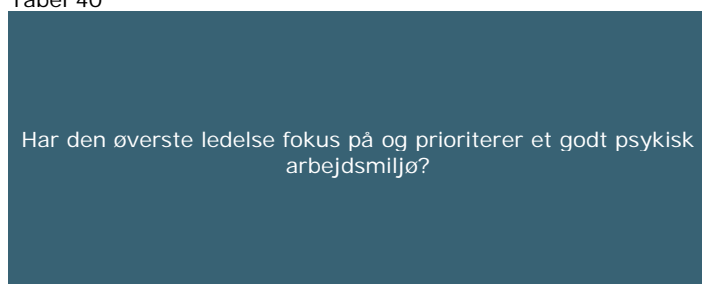 Tabel 40
Har den øverste ledelse fokus på og prioriterer et godt psykisk
arbejdsmiljø?